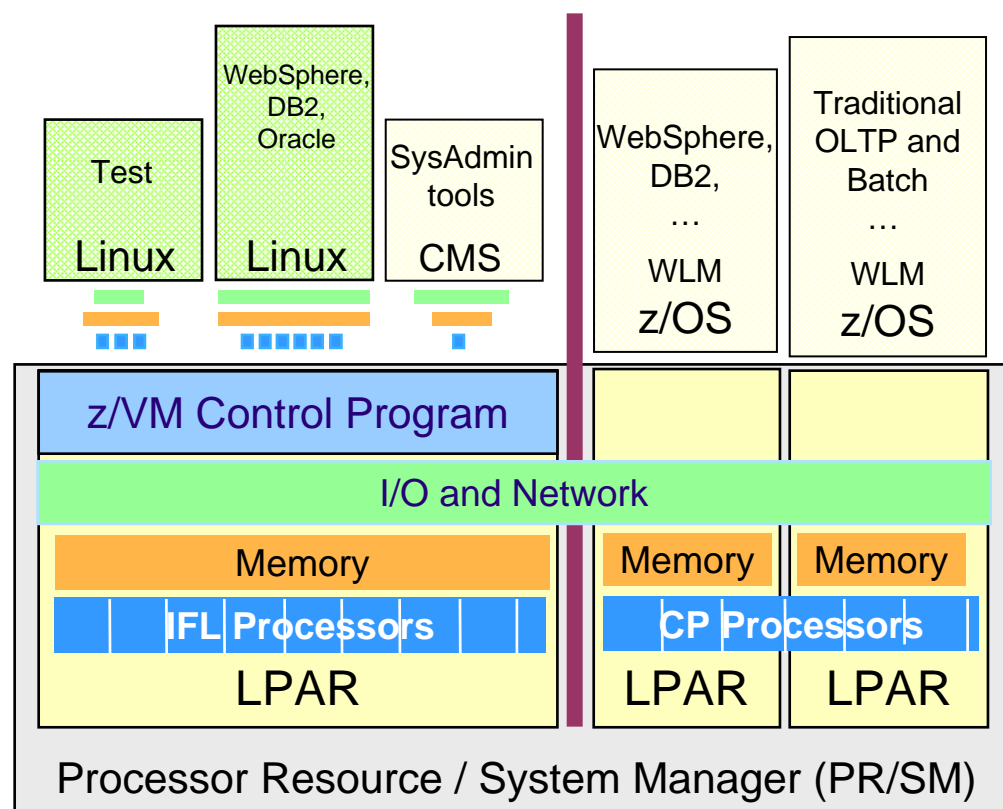 Test
Linux
WebSphere,
DB2,
Oracle
Linux
SysAdmin
tools
CMS
WebSphere,
DB2,
…
WLM
z/OS
Traditional
OLTP and
Batch
…
WLM
z/OS
z/VM Control Program
I/O and Network
Memory
Memory
Memory
IFL Processors
CP Processors
LPAR
LPAR
LPAR
Processor Resource / System Manager (PR/SM)